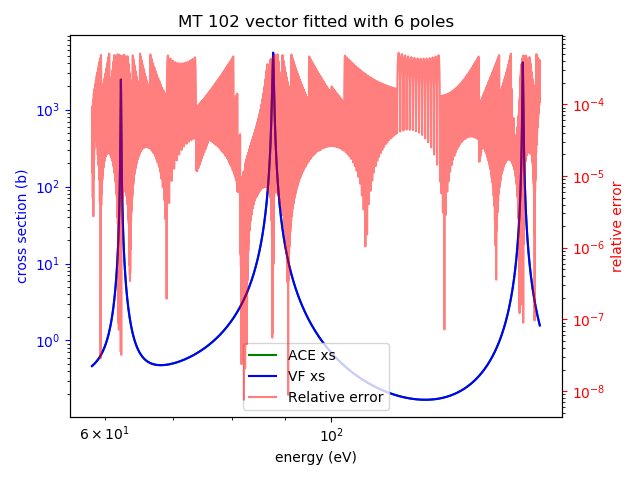 MT 102 vector fitted with 6 poles
cross section (b)
10³
10²
10¹
10⁰
10⁻⁴
10⁻⁵
10⁻⁶
10⁻⁷
10⁻⁸
relative error
ACE xs
VF xs
Relative error
6 × 10¹
10²
energy (eV)